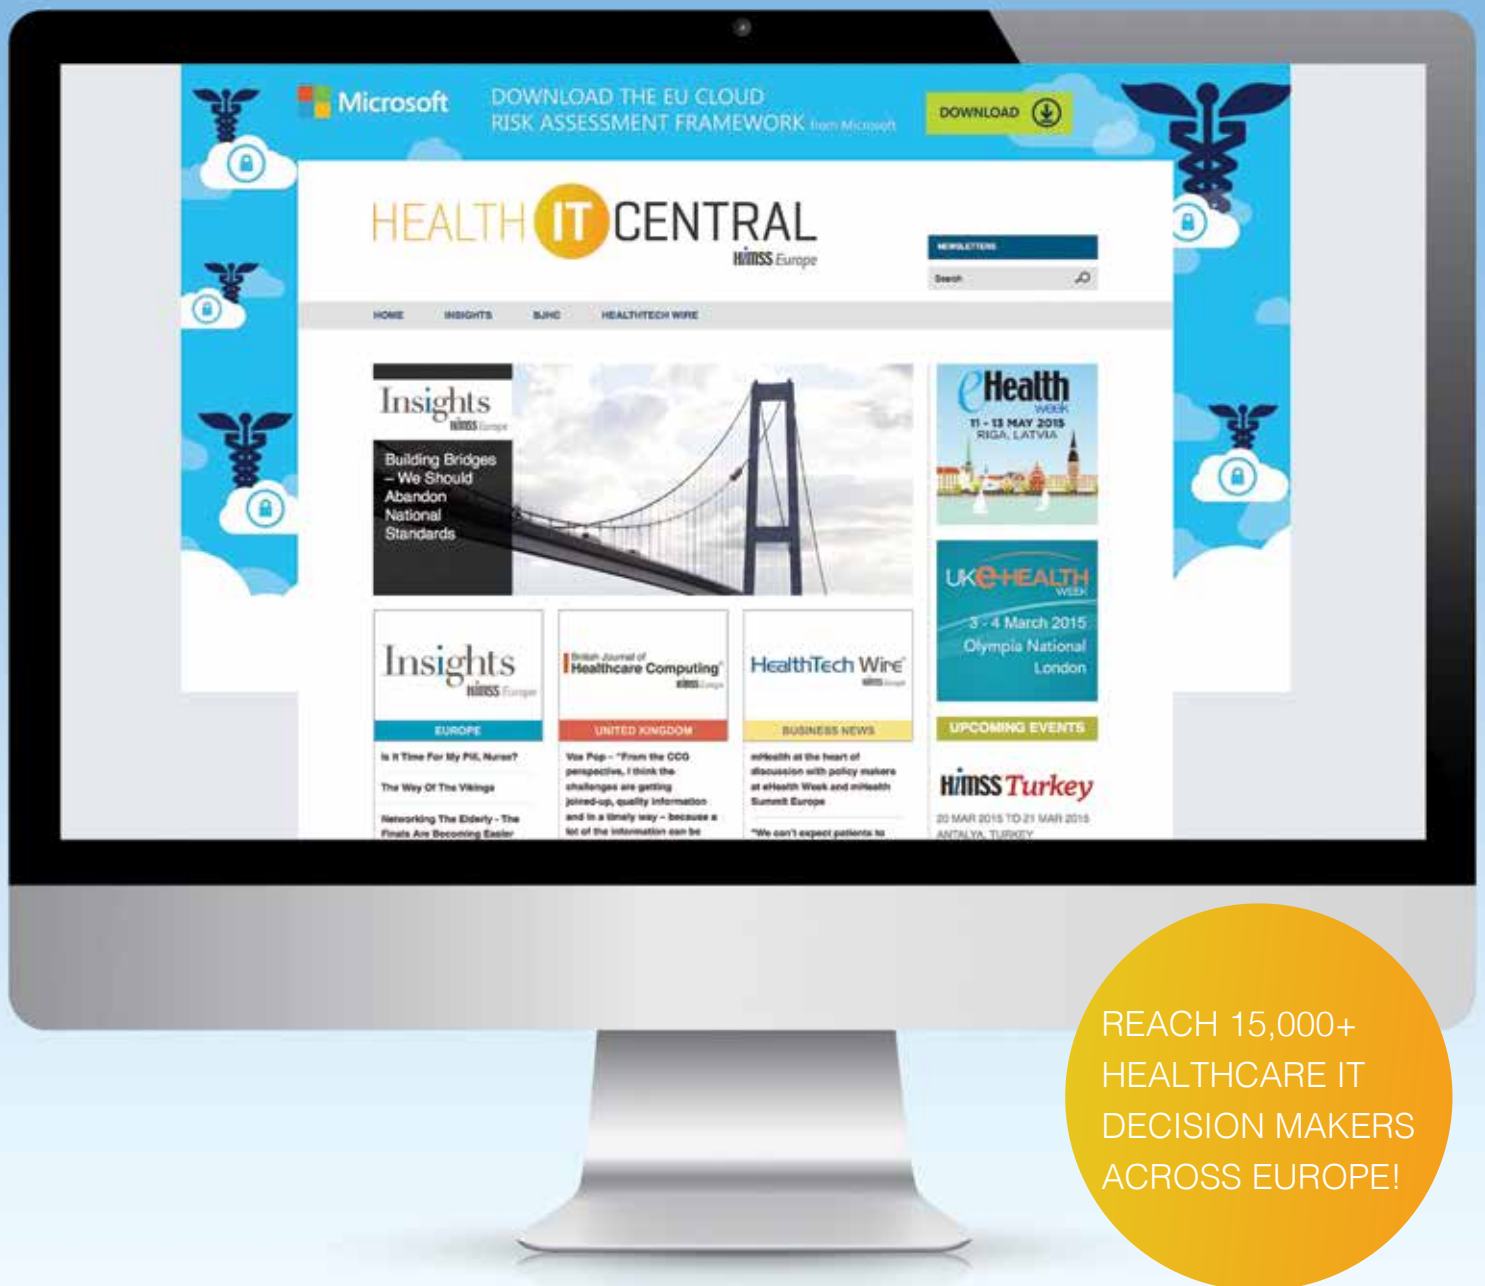 Microsoft
DOWNLOAD THE EU CLOUD
RISK ASSESSMENT FRAMEWORK from Microsoft
DOWNLOAD
HEALTH IT CENTRAL
HIMSS Europe
NEWSLETTERS
Search
HOME INSIGHTS BJHC HEALTHTECH WIRE
Insights
HIMSS Europe
Building Bridges
– We Should
Abandon
National
Standards
eHealth
WEEK
11 - 13 MAY 2015
RIGA, LATVIA
UK e-HEALTH
WEEK
3 - 4 March 2015
Olympia National
London
Insights
HIMSS Europe
EUROPE
Is It Time For My Pill, Nurse?
The Way Of The Vikings
Networking The Elderly - The
Finals Are Becoming Easier
British Journal of
Healthcare Computing
HIMSS Europe
UNITED KINGDOM
Vox Pop – "From the CCG
perspective, I think the
challenges are getting
joined-up, quality information
and in a timely way – because a
lot of the information can be
HealthTech Wire
HIMSS Europe
BUSINESS NEWS
mHealth at the heart of
discussion with policy makers
at eHealth Week and mHealth
Summit Europe
"We can't expect patients to
UPCOMING EVENTS
HIMSS Turkey
20 MAR 2015 TO 21 MAR 2015
ANTALYA, TURKEY
REACH 15,000+
HEALTHCARE IT
DECISION MAKERS
ACROSS EUROPE!